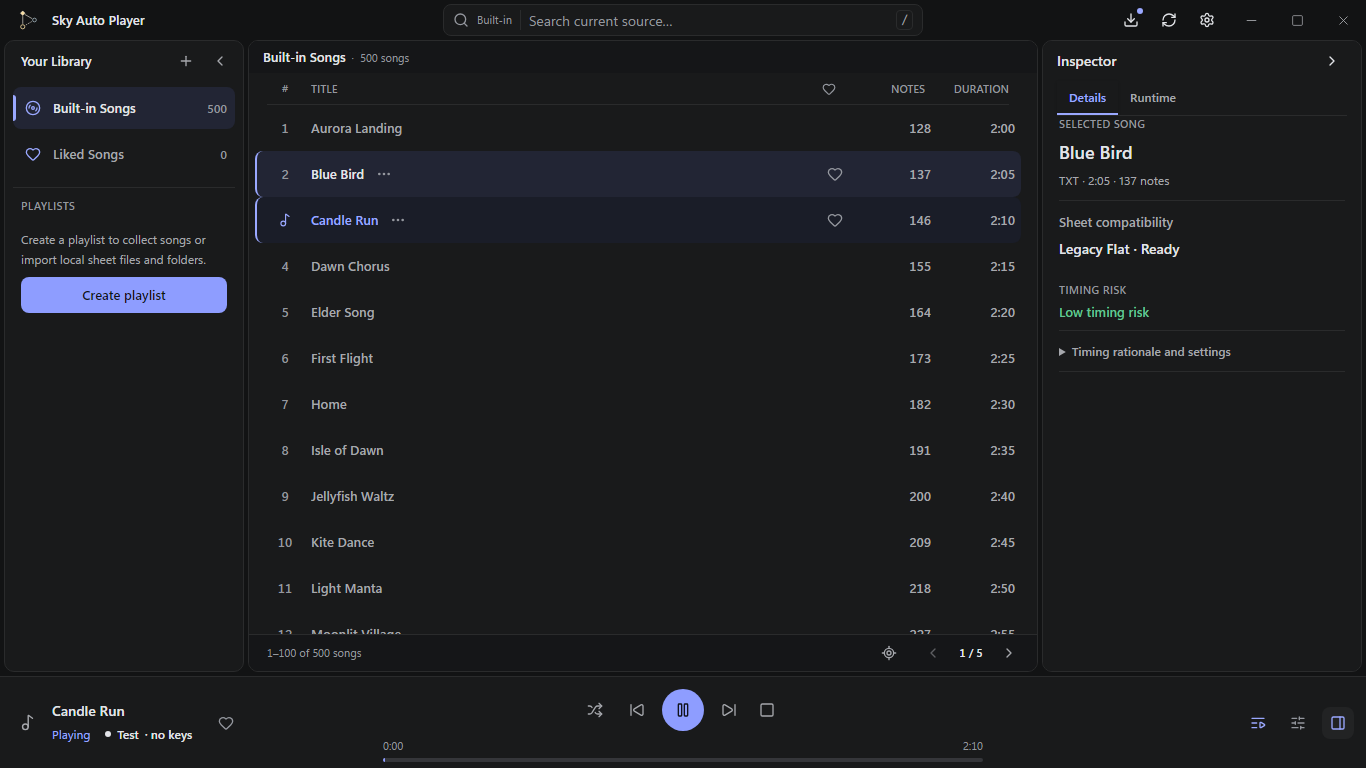 Sky Auto Player
Built-in
Search current source...
/
Your Library
Built-in Songs 500
Liked Songs 0
PLAYLISTS
Create a playlist to collect songs or
import local sheet files and folders.
Create playlist
Built-in Songs · 500 songs
# TITLE NOTES DURATION
1 Aurora Landing 128 2:00
2 Blue Bird ··· 137 2:05
Candle Run ··· 146 2:10
4 Dawn Chorus 155 2:15
5 Elder Song 164 2:20
6 First Flight 173 2:25
7 Home 182 2:30
8 Isle of Dawn 191 2:35
9 Jellyfish Waltz 200 2:40
10 Kite Dance 209 2:45
11 Light Manta 218 2:50
12 Moonlit Village 227 2:55
1–100 of 500 songs
1 / 5
Inspector
Details Runtime
SELECTED SONG
Blue Bird
TXT · 2:05 · 137 notes
Sheet compatibility
Legacy Flat · Ready
TIMING RISK
Low timing risk
Timing rationale and settings
Candle Run
Playing ● Test · no keys
0:00 2:10